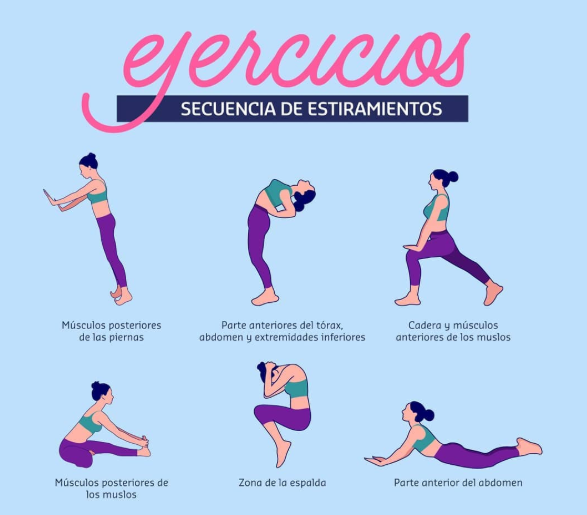 ejercicios
SECUENCIA DE ESTIRAMIENTOS
Músculos posteriores
de las piernas
Parte anteriores del tórax,
abdomen y extremidades inferiores
Cadera y músculos
anteriores de los muslos
Músculos posteriores de
los muslos
Zona de la espalda
Parte anterior del abdomen